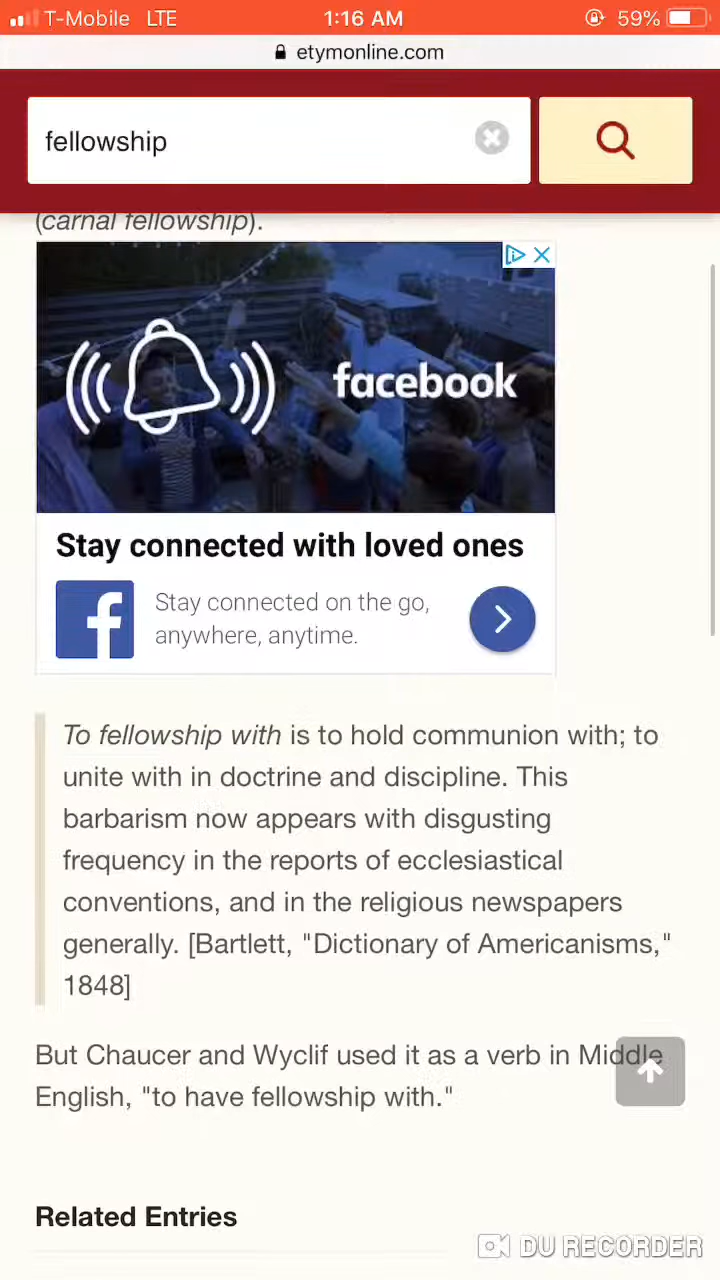 T-Mobile LTE 1:16 AM 59%
etymonline.com
fellowship
(carnal fellowship).
facebook
Stay connected with loved ones
Stay connected on the go,
anywhere, anytime.
To fellowship with is to hold communion with; to
unite with in doctrine and discipline. This
barbarism now appears with disgusting
frequency in the reports of ecclesiastical
conventions, and in the religious newspapers
generally. [Bartlett, "Dictionary of Americanisms,"
1848]
But Chaucer and Wyclif used it as a verb in Middle
English, "to have fellowship with."
Related Entries
DU RECORDER